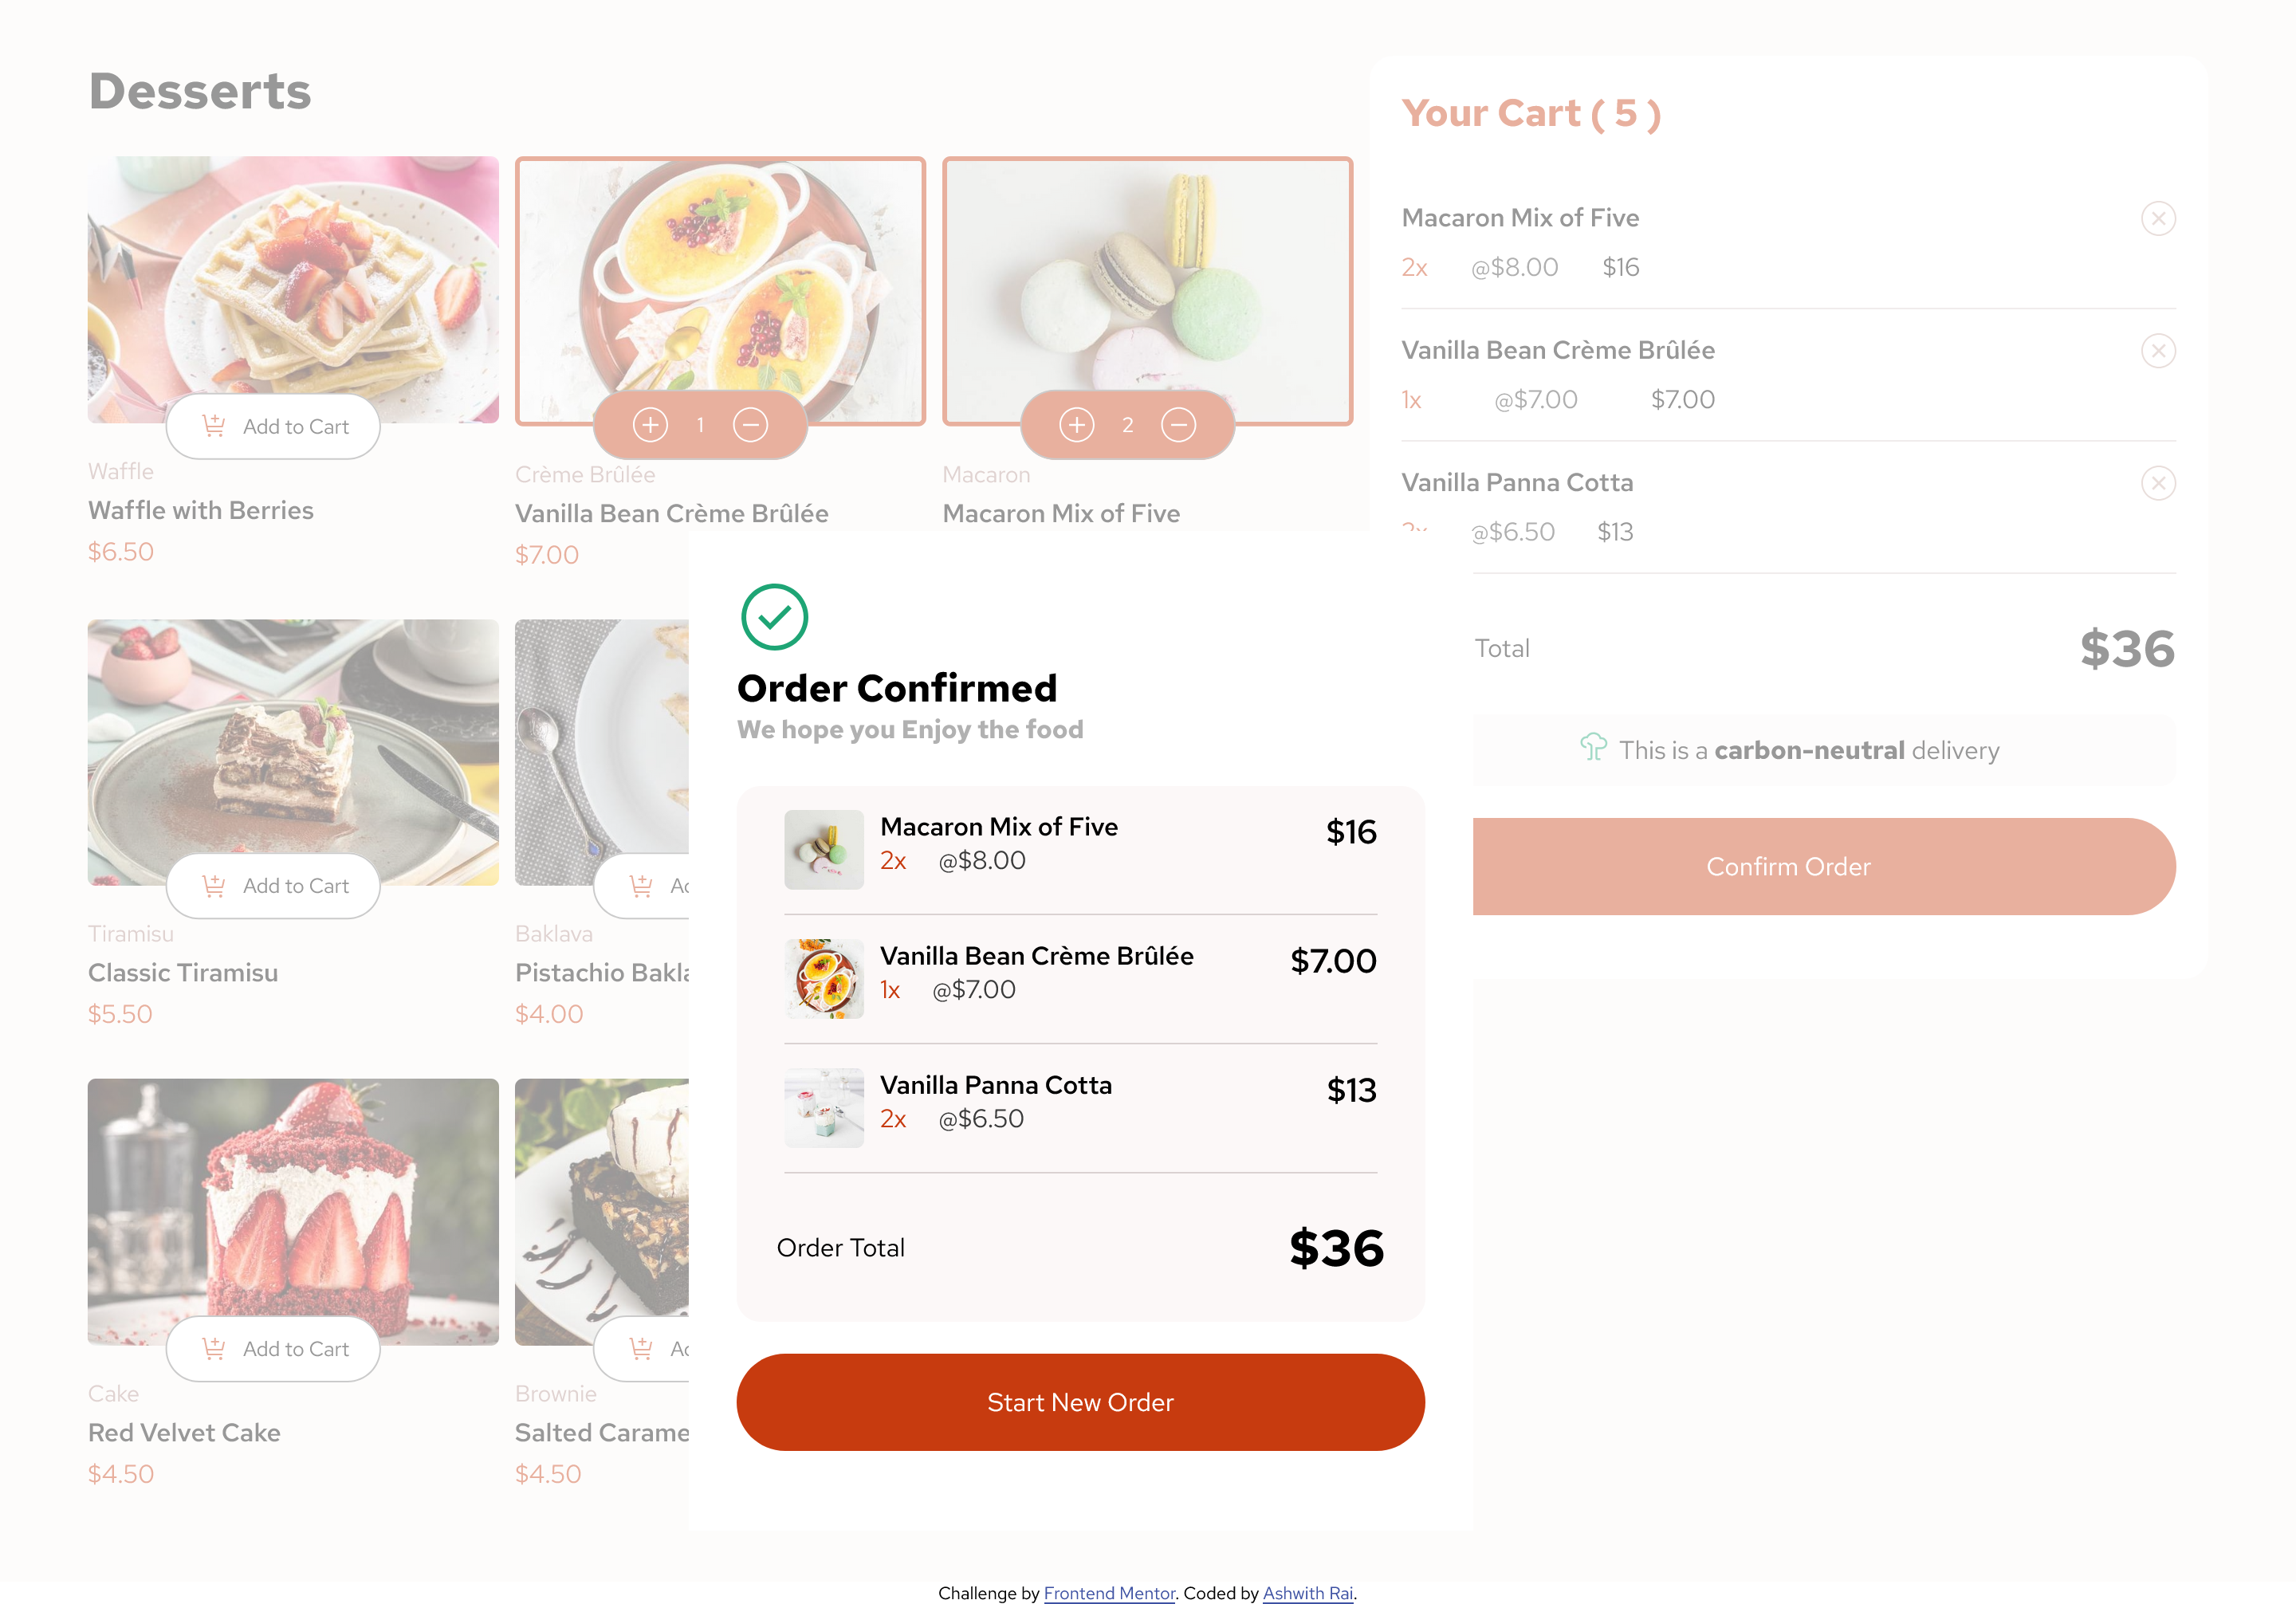 Desserts
Add to Cart
Waffle
Waffle with Berries
$6.50
1
Crème Brûlée
Vanilla Bean Crème Brûlée
$7.00
2
Macaron
Macaron Mix of Five
Add to Cart
Tiramisu
Classic Tiramisu
$5.50
Baklava
Pistachio
$4.00
Add to Cart
Cake
Red Velvet Cake
$4.50
Brownie
Salted
$4.50
Your Cart ( 5 )
Macaron Mix of Five
2x @$8.00 $16
Vanilla Bean Crème Brûlée
1x @$7.00 $7.00
Vanilla Panna Cotta
@$6.50 $13
Total $36
This is a carbon-neutral delivery
Confirm Order
Order Confirmed
We hope you Enjoy the food
Macaron Mix of Five $16
2x @$8.00
Vanilla Bean Crème Brûlée $7.00
1x @$7.00
Vanilla Panna Cotta $13
2x @$6.50
Order Total $36
Start New Order
Challenge by Frontend Mentor. Coded by Ashwith Rai.